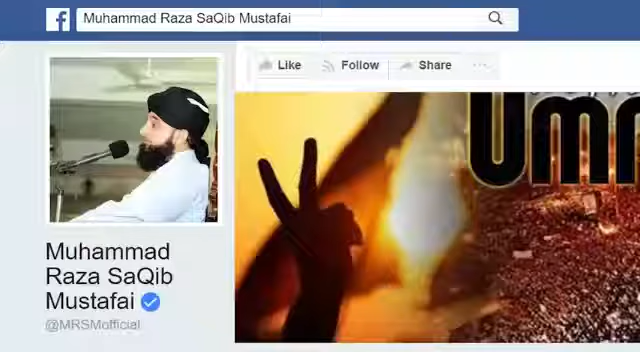 f Muhammad Raza SaQib Mustafai
Like Follow Share ...
Umm
Muhammad
Raza SaQib
Mustafai
@MRSMofficial